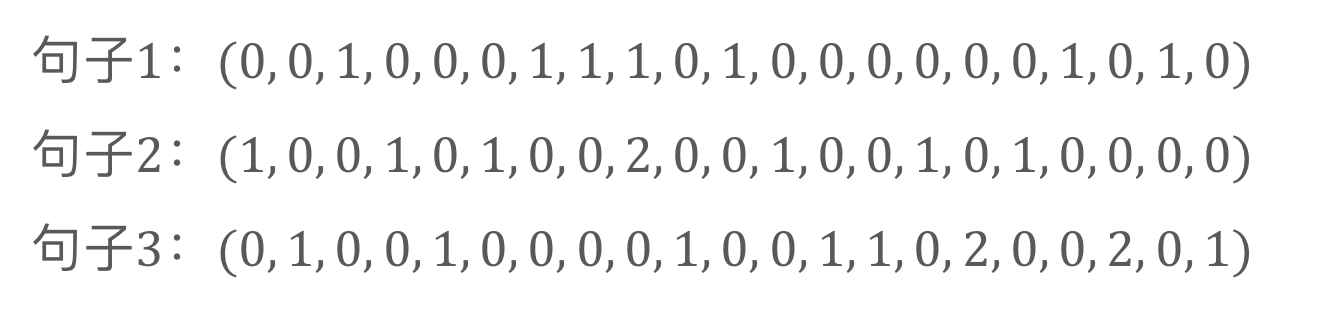 句子1：(0, 0, 1, 0, 0, 0, 1, 1, 1, 0, 1, 0, 0, 0, 0, 0, 0, 1, 0, 1, 0)
句子2：(1, 0, 0, 1, 0, 1, 0, 0, 2, 0, 0, 1, 0, 0, 1, 0, 1, 0, 0, 0, 0)
句子3：(0, 1, 0, 0, 1, 0, 0, 0, 0, 1, 0, 0, 1, 1, 0, 2, 0, 0, 2, 0, 1)